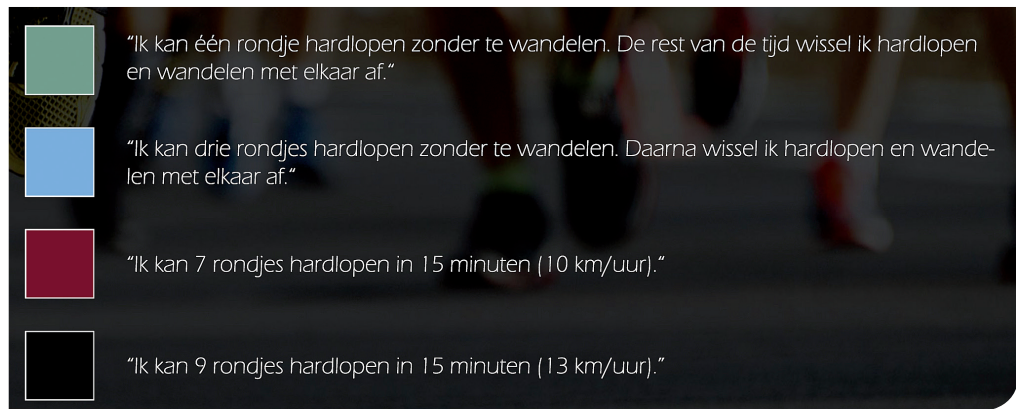 “Ik kan één rondje hardlopen zonder te wandelen. De rest van de tijd wissel ik hardlopen
en wandelen met elkaar af.“
“Ik kan drie rondjes hardlopen zonder te wandelen. Daarna wissel ik hardlopen en wande-
len met elkaar af.“
“Ik kan 7 rondjes hardlopen in 15 minuten (10 km/uur).“
“Ik kan 9 rondjes hardlopen in 15 minuten (13 km/uur).”